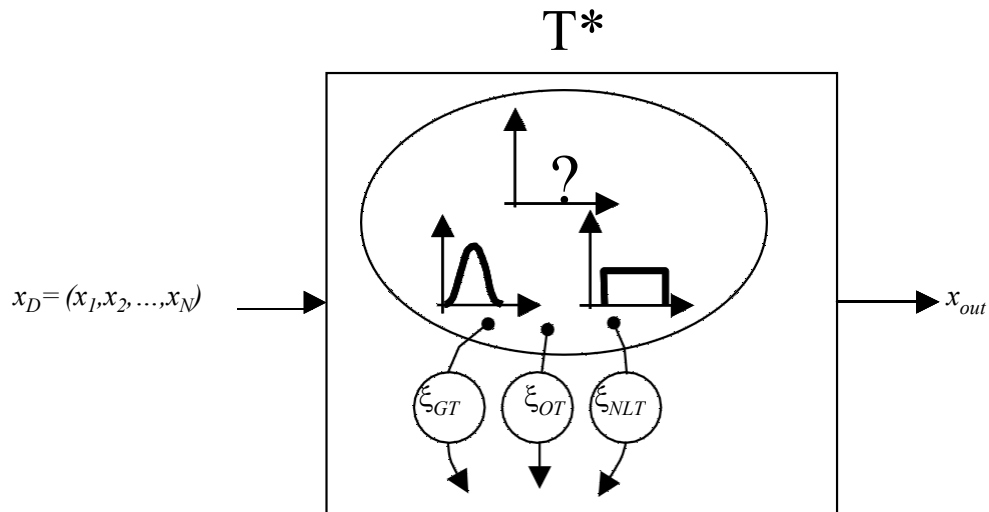 T*
?
x_D=(x_1,x_2,...,x_N)
x_out
ξ_GT ξ_OT ξ_NLT